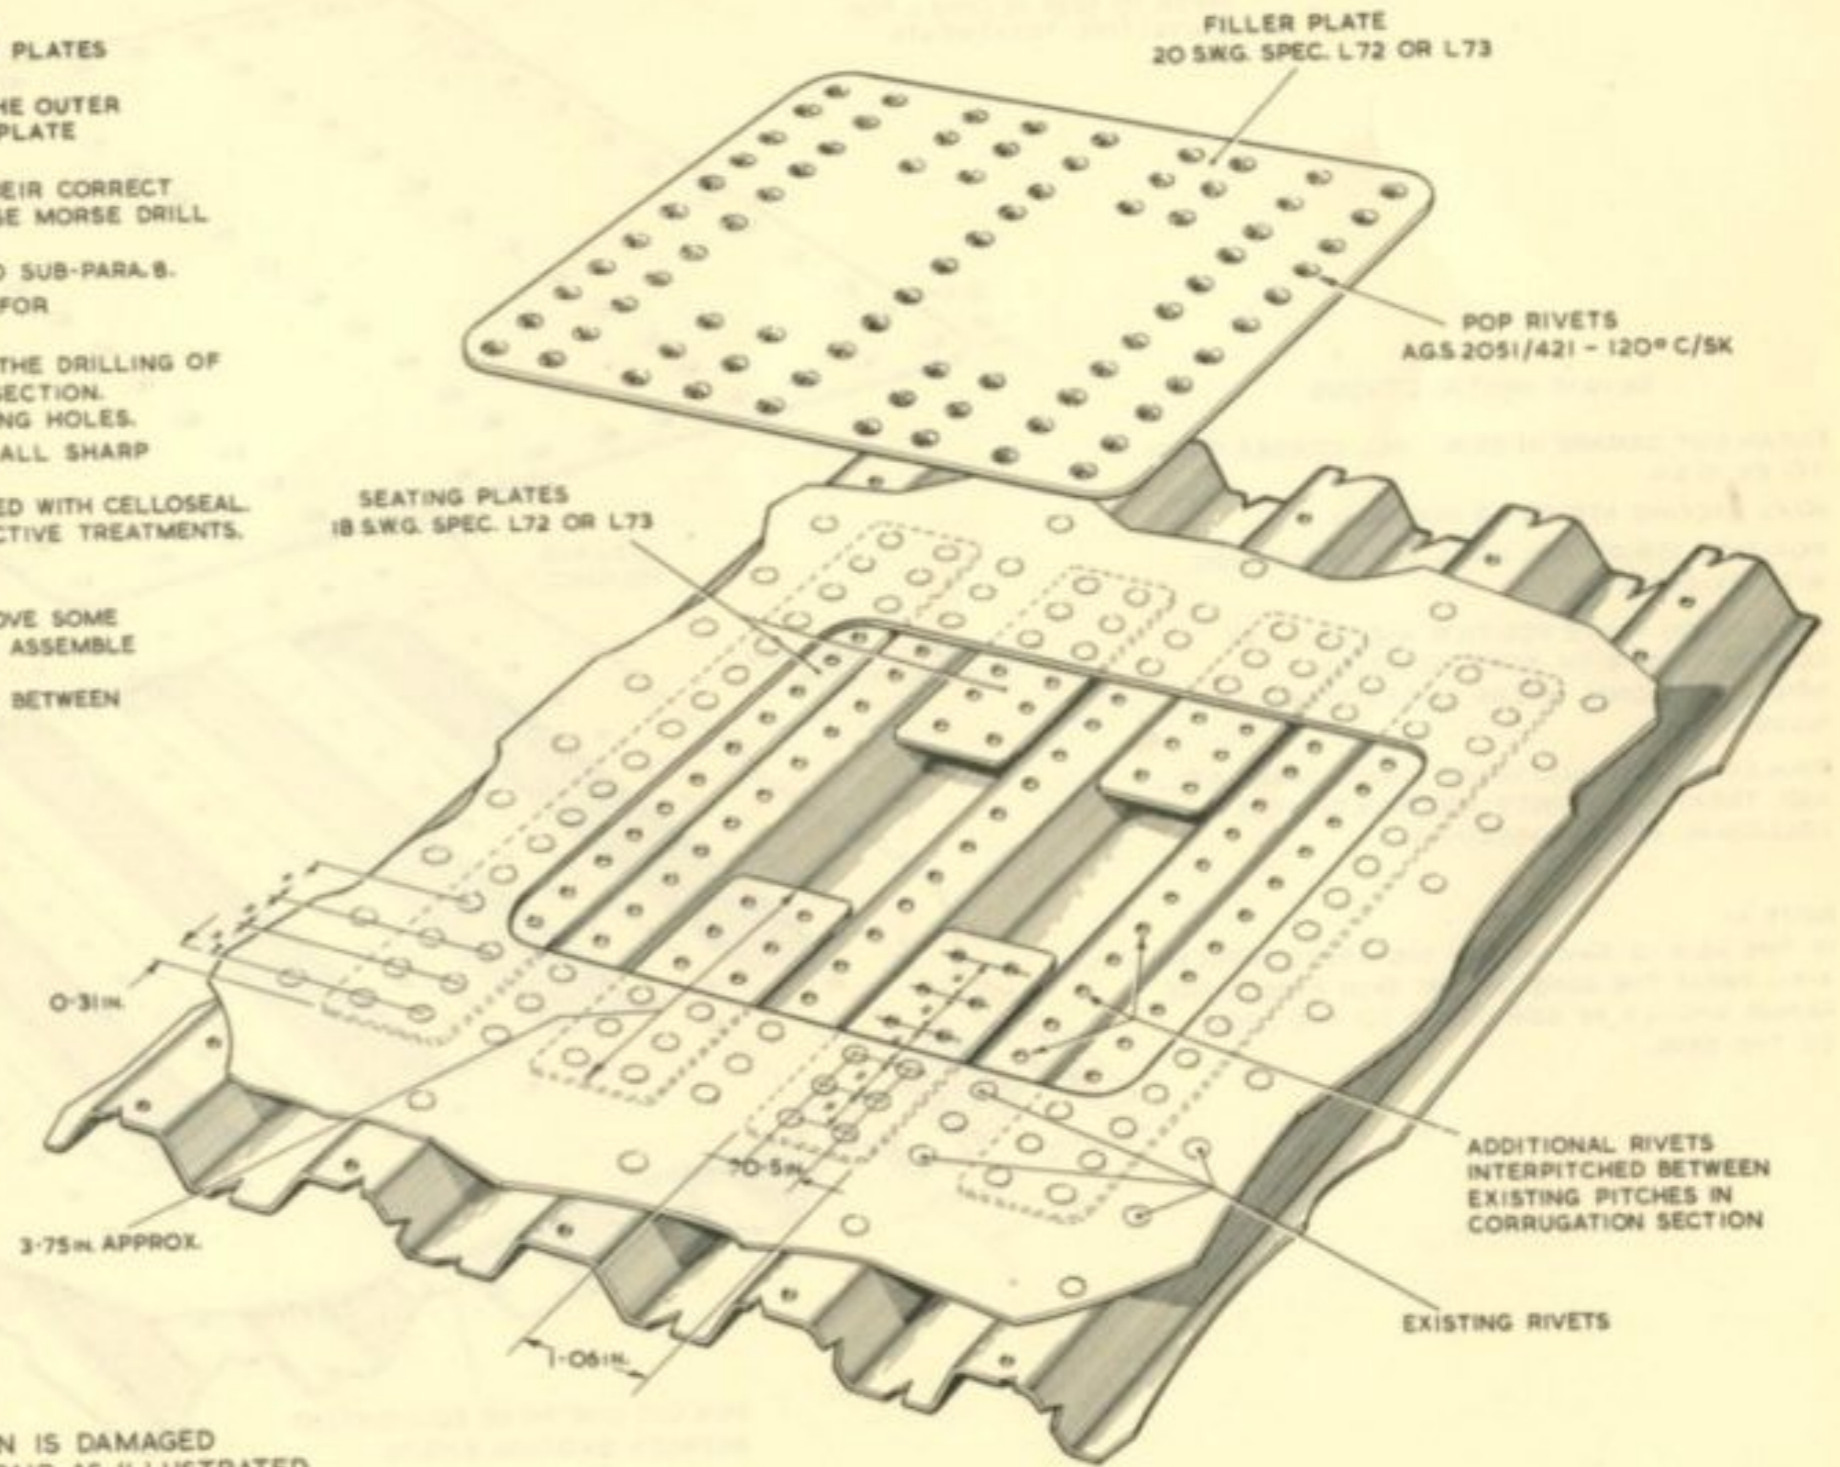 PLATES
HE OUTER
PLATE
EIR CORRECT
SE MORSE DRILL
D SUB-PARA.8.
FOR
THE DRILLING OF
SECTION.
NG HOLES.
ALL SHARP
ED WITH CELLOSEAL.
CTIVE TREATMENTS.
OVE SOME
ASSEMBLE
BETWEEN
FILLER PLATE
20 S.W.G. SPEC. L72 OR L73
POP RIVETS
A.G.S. 2051/421 - 120° C/SK
SEATING PLATES
18 S.W.G. SPEC. L72 OR L73
0·31 IN.
3·75 IN. APPROX.
0·5 IN.
1·06 IN.
ADDITIONAL RIVETS
INTERPITCHED BETWEEN
EXISTING PITCHES IN
CORRUGATION SECTION
EXISTING RIVETS
N IS DAMAGED
AS ILLUSTRATED